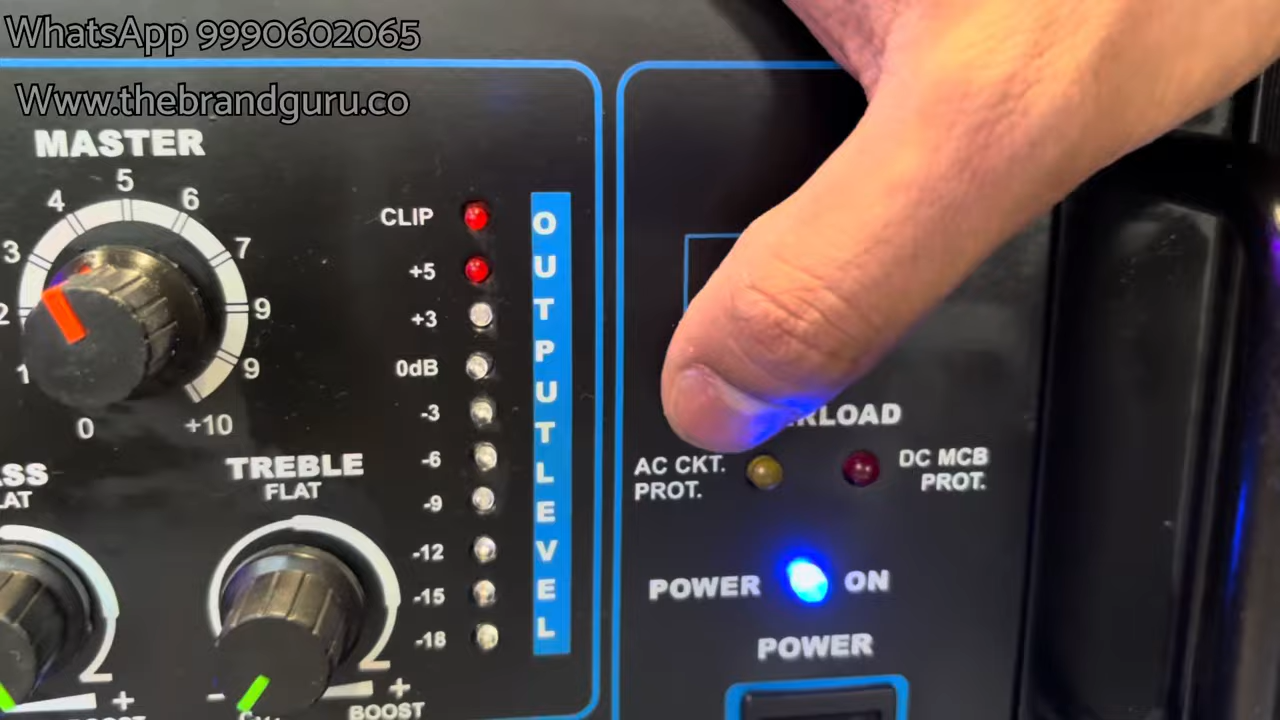 WhatsApp 9990602065
Www.thebrandguru.co
MASTER
5
4
6
3
7
2
9
1
9
0
+10
CLIP
+5
+3
0dB
-3
-6
-9
-12
-15
-18
OUTPUT LEVEL
TREBLE
FLAT
-
+
BOOST
+
AC CKT.
PROT.
DC MCB
PROT.
POWER ON
POWER